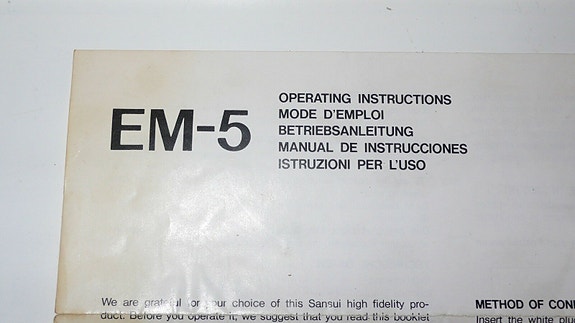 EM-5
OPERATING INSTRUCTIONS
MODE D'EMPLOI
BETRIEBSANLEITUNG
MANUAL DE INSTRUCCIONES
ISTRUZIONI PER L'USO
We are grateful for your choice of this Sansui high fidelity pro-
duct. Before you operate it, we suggest that you read this booklet
METHOD OF CON
Insert the white plu